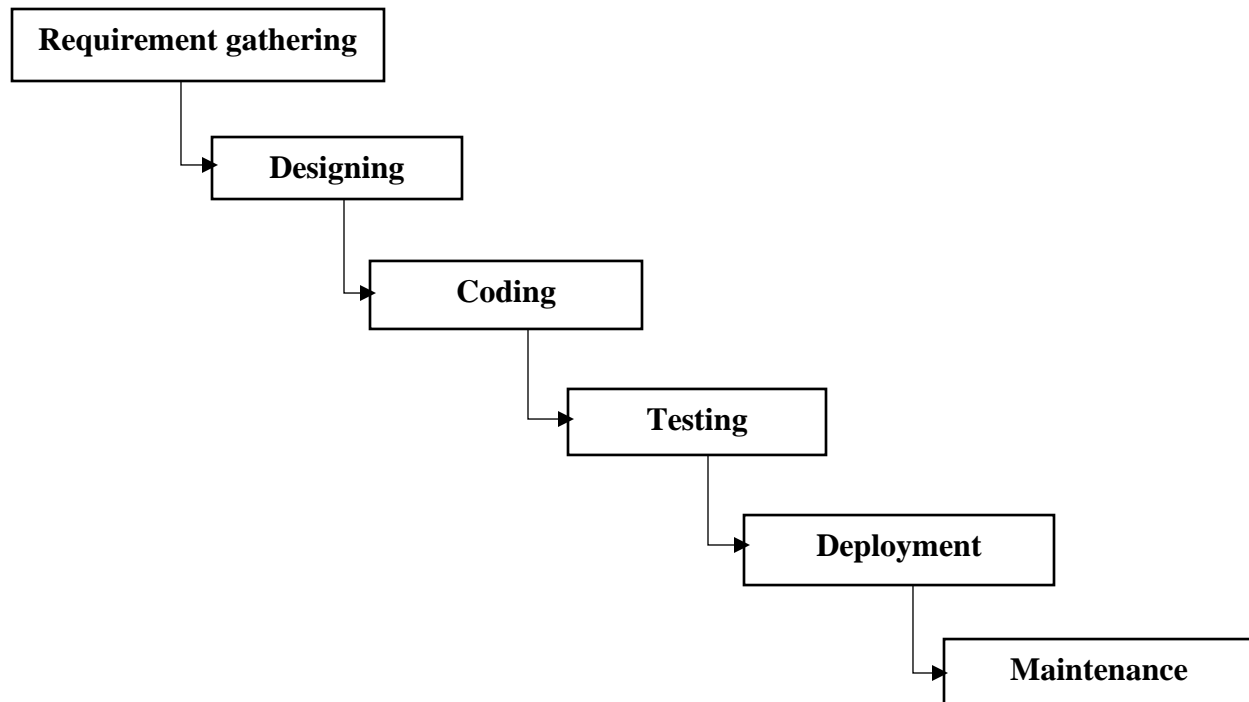 Requirement gathering
Designing
Coding
Testing
Deployment
Maintenance